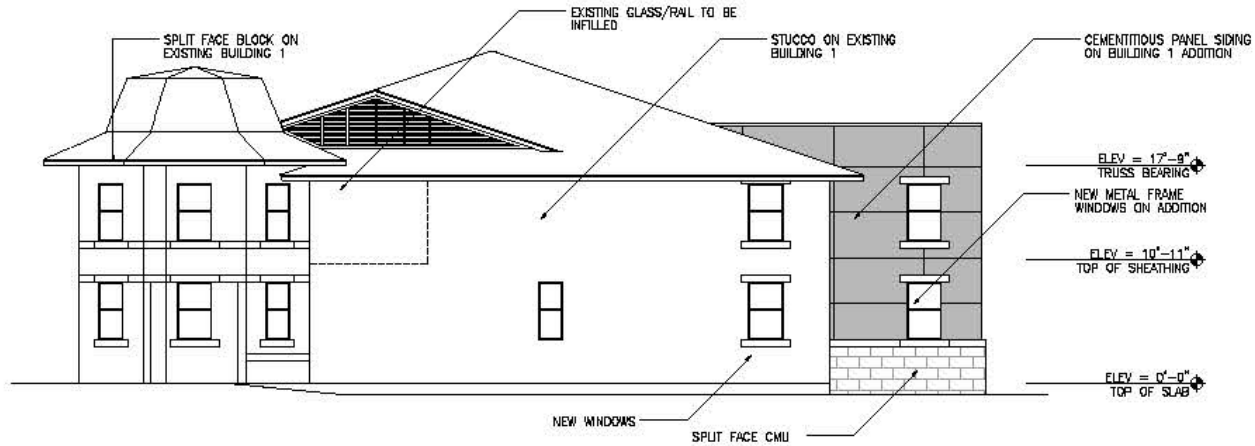 EXISTING GLASS/RAIL TO BE
INFILLED
SPLIT FACE BLOCK ON
EXISTING BUILDING 1
STUCCO ON EXISTING
BUILDING 1
CEMENTITIOUS PANEL SIDING
ON BUILDING 1 ADDITION
ELEV = 17'-9"
TRUSS BEARING
NEW METAL FRAME
WINDOWS ON ADDITION
ELEV = 10'-11"
TOP OF SHEATHING
ELEV = 0'-0"
TOP OF SLAB
NEW WINDOWS
SPLIT FACE CMU